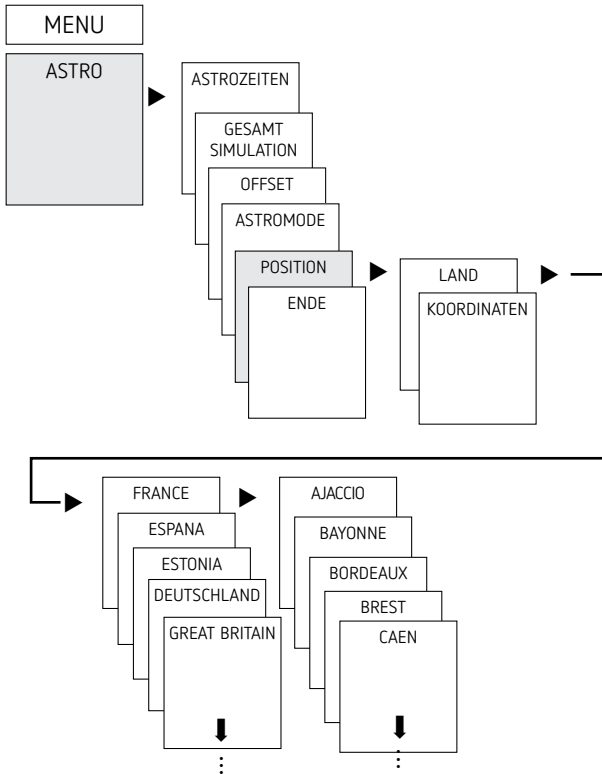 MENU
ASTRO
ASTROZEITEN
GESAMT
SIMULATION
OFFSET
ASTROMODE
POSITION
ENDE
LAND
KOORDINATEN
FRANCE
ESPANA
ESTONIA
DEUTSCHLAND
GREAT BRITAIN
AJACCIO
BAYONNE
BORDEAUX
BREST
CAEN